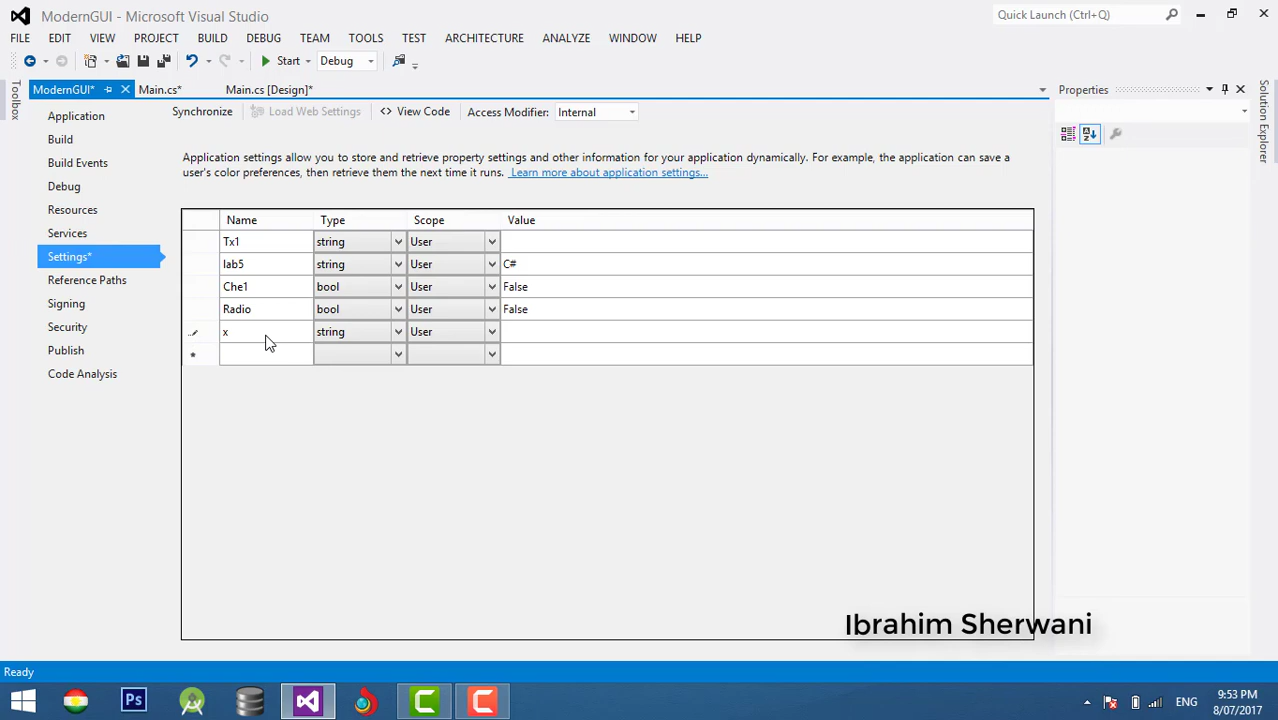 ModernGUI - Microsoft Visual Studio
Quick Launch (Ctrl+Q)
FILE EDIT VIEW PROJECT BUILD DEBUG TEAM TOOLS TEST ARCHITECTURE ANALYZE WINDOW HELP
Start Debug
Toolbox
ModernGUI* Main.cs* Main.cs [Design]*
Properties
Solution Explorer
Application
Build
Build Events
Debug
Resources
Services
Settings*
Reference Paths
Signing
Security
Publish
Code Analysis
Synchronize Load Web Settings <> View Code Access Modifier: Internal
Application settings allow you to store and retrieve property settings and other information for your application dynamically. For example, the application can save a
user's color preferences, then retrieve them the next time it runs. Learn more about application settings...
Name Type Scope Value
Tx1 string User
lab5 string User C#
Che1 bool User False
Radio bool User False
x string User
Ibrahim Sherwani
Ready
Ps
C C
ENG
9:53 PM
8/07/2017